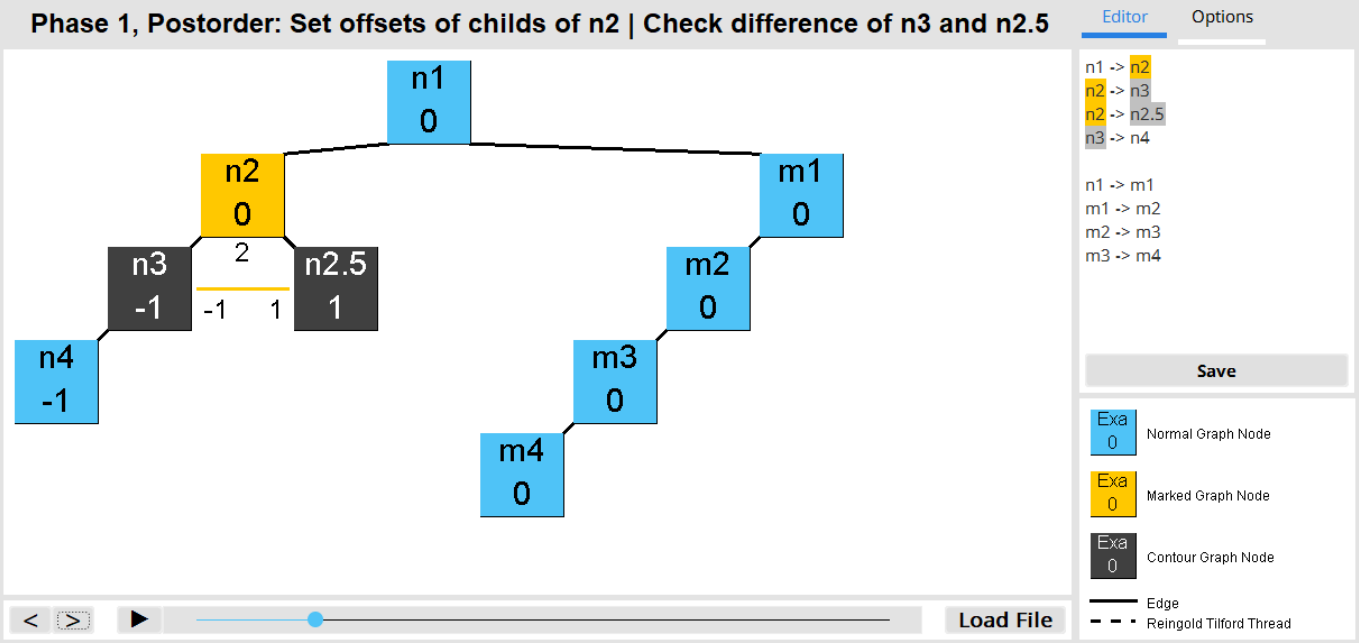 Phase 1, Postorder: Set offsets of childs of n2 | Check difference of n3 and n2.5
Editor
Options
n1 -> n2
n2 -> n3
n2 -> n2.5
n3 -> n4
n1 -> m1
m1 -> m2
m2 -> m3
m3 -> m4
Save
n1
0
n2
0
m1
0
n3
-1
2
-1 1
n2.5
1
m2
0
n4
-1
m3
0
m4
0
Exa
0
Normal Graph Node
Exa
0
Marked Graph Node
Exa
0
Contour Graph Node
Edge
Reingold Tilford Thread
<
>
Load File